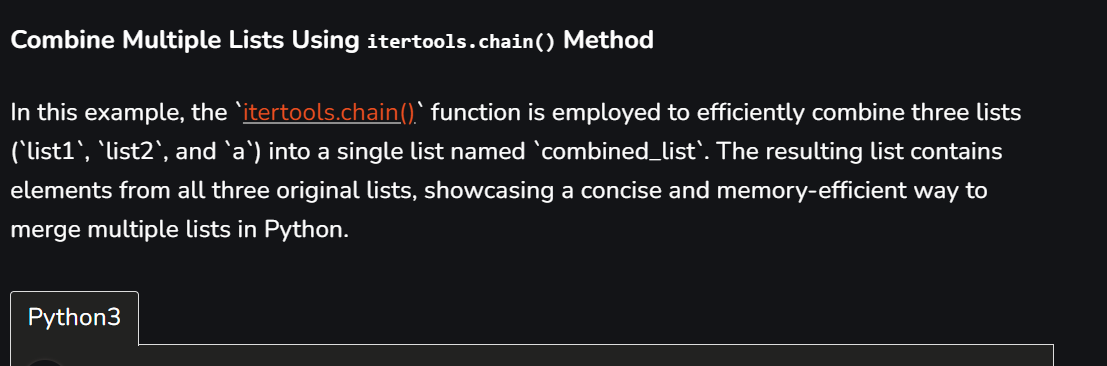 Combine Multiple Lists Using itertools.chain() Method
In this example, the `itertools.chain()` function is employed to efficiently combine three lists
(`list1`, `list2`, and `a`) into a single list named `combined_list`. The resulting list contains
elements from all three original lists, showcasing a concise and memory-efficient way to
merge multiple lists in Python.
Python3